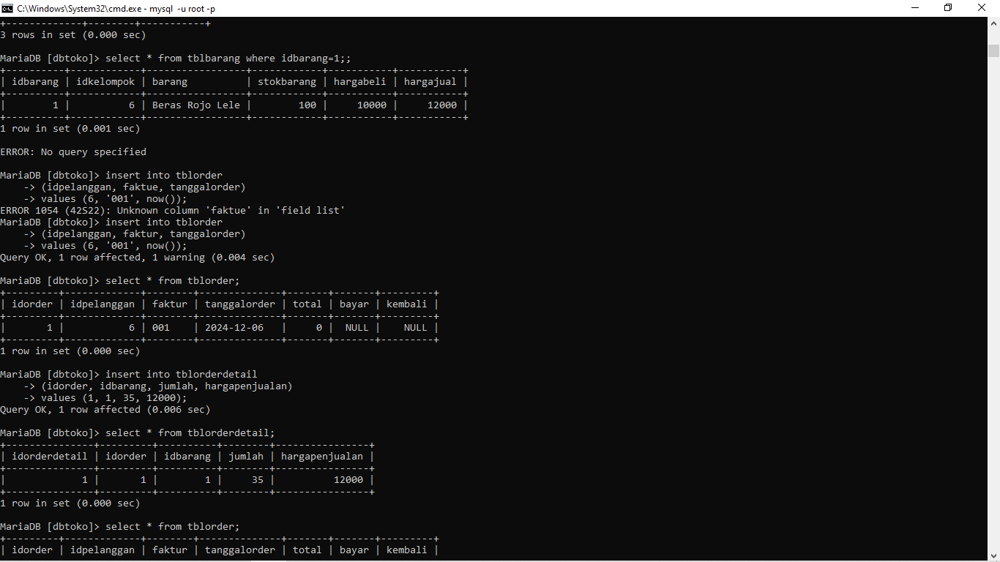 C:\Windows\System32\cmd.exe - mysql  -u root -p
+-------------+--------+-----------+
3 rows in set (0.000 sec)
MariaDB [dbtoko]> select * from tblbarang where idbarang=1;;
+----------+------------+-----------------+------------+-----------+-----------+
| idbarang | idkelompok | barang          | stokbarang | hargabeli | hargajual |
+----------+------------+-----------------+------------+-----------+-----------+
|        1 |          6 | Beras Rojo Lele |        100 |     10000 |     12000 |
+----------+------------+-----------------+------------+-----------+-----------+
1 row in set (0.001 sec)
ERROR: No query specified
MariaDB [dbtoko]> insert into tblorder
    -> (idpelanggan, faktue, tanggalorder)
    -> values (6, '001', now());
ERROR 1054 (42S22): Unknown column 'faktue' in 'field list'
MariaDB [dbtoko]> insert into tblorder
    -> (idpelanggan, faktur, tanggalorder)
    -> values (6, '001', now());
Query OK, 1 row affected, 1 warning (0.004 sec)
MariaDB [dbtoko]> select * from tblorder;
+---------+-------------+--------+--------------+-------+-------+---------+
| idorder | idpelanggan | faktur | tanggalorder | total | bayar | kembali |
+---------+-------------+--------+--------------+-------+-------+---------+
|       1 |           6 | 001    | 2024-12-06   |     0 |  NULL |    NULL |
+---------+-------------+--------+--------------+-------+-------+---------+
1 row in set (0.000 sec)
MariaDB [dbtoko]> insert into tblorderdetail
    -> (idorder, idbarang, jumlah, hargapenjualan)
    -> values (1, 1, 35, 12000);
Query OK, 1 row affected (0.006 sec)
MariaDB [dbtoko]> select * from tblorderdetail;
+---------------+---------+----------+--------+----------------+
| idorderdetail | idorder | idbarang | jumlah | hargapenjualan |
+---------------+---------+----------+--------+----------------+
|             1 |       1 |        1 |     35 |          12000 |
+---------------+---------+----------+--------+----------------+
1 row in set (0.000 sec)
MariaDB [dbtoko]> select * from tblorder;
+---------+-------------+--------+--------------+-------+-------+---------+
| idorder | idpelanggan | faktur | tanggalorder | total | bayar | kembali |